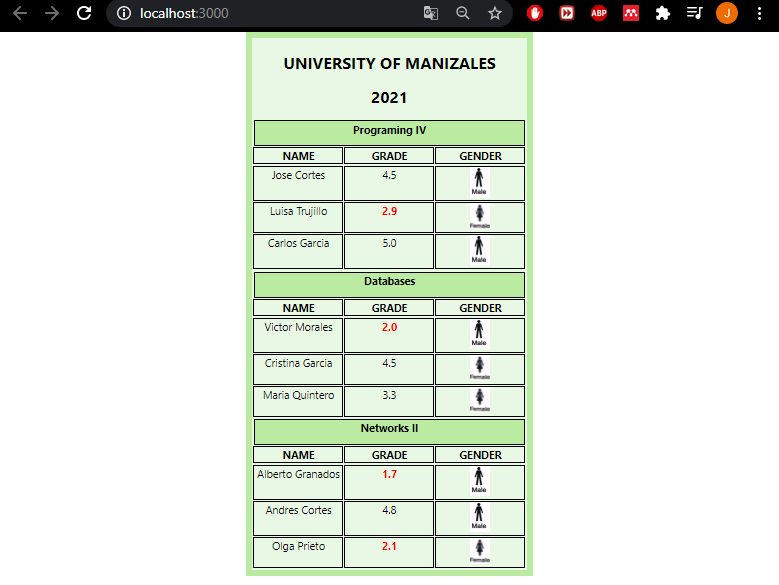 localhost:3000
ABP
J
UNIVERSITY OF MANIZALES
2021
Programing IV
NAME GRADE GENDER
Jose Cortes 4.5 Male
Luisa Trujillo 2.9 Female
Carlos Garcia 5.0 Male
Databases
NAME GRADE GENDER
Victor Morales 2.0 Male
Cristina Garcia 4.5 Female
Maria Quintero 3.3 Female
Networks II
NAME GRADE GENDER
Alberto Granados 1.7 Male
Andres Cortes 4.8 Male
Olga Prieto 2.1 Female